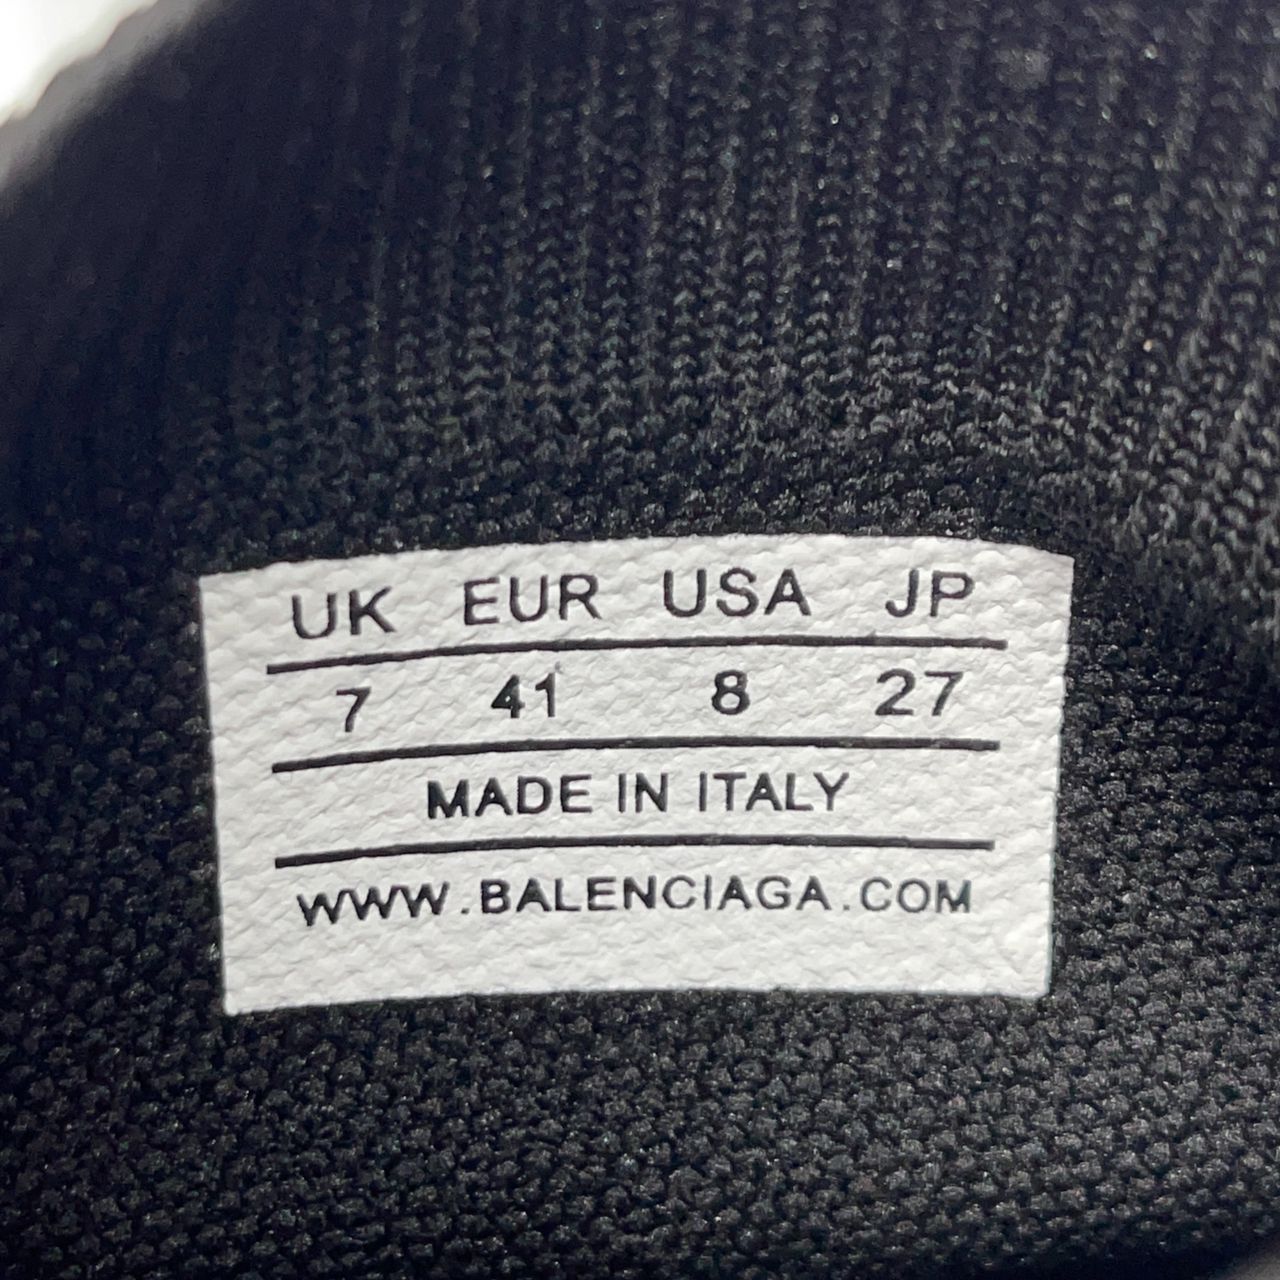 UK EUR USA JP
7 41 8 27
MADE IN ITALY
WWW.BALENCIAGA.COM